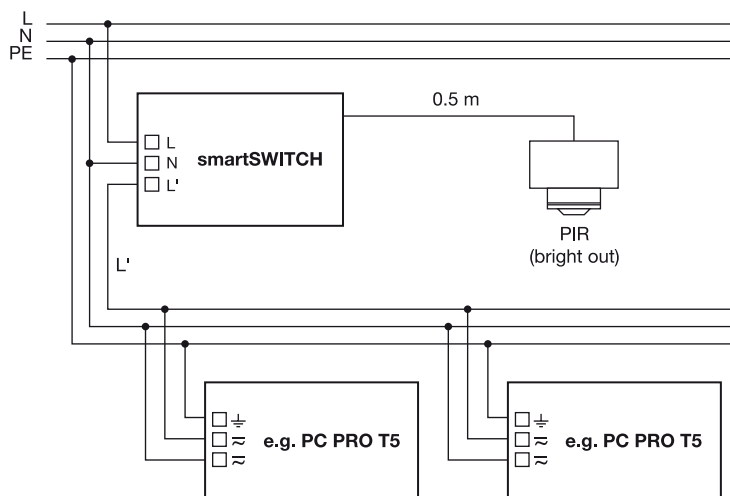 L
N
PE
0.5 m
L
N
L'
smartSWITCH
PIR
(bright out)
L'
e.g. PC PRO T5
e.g. PC PRO T5